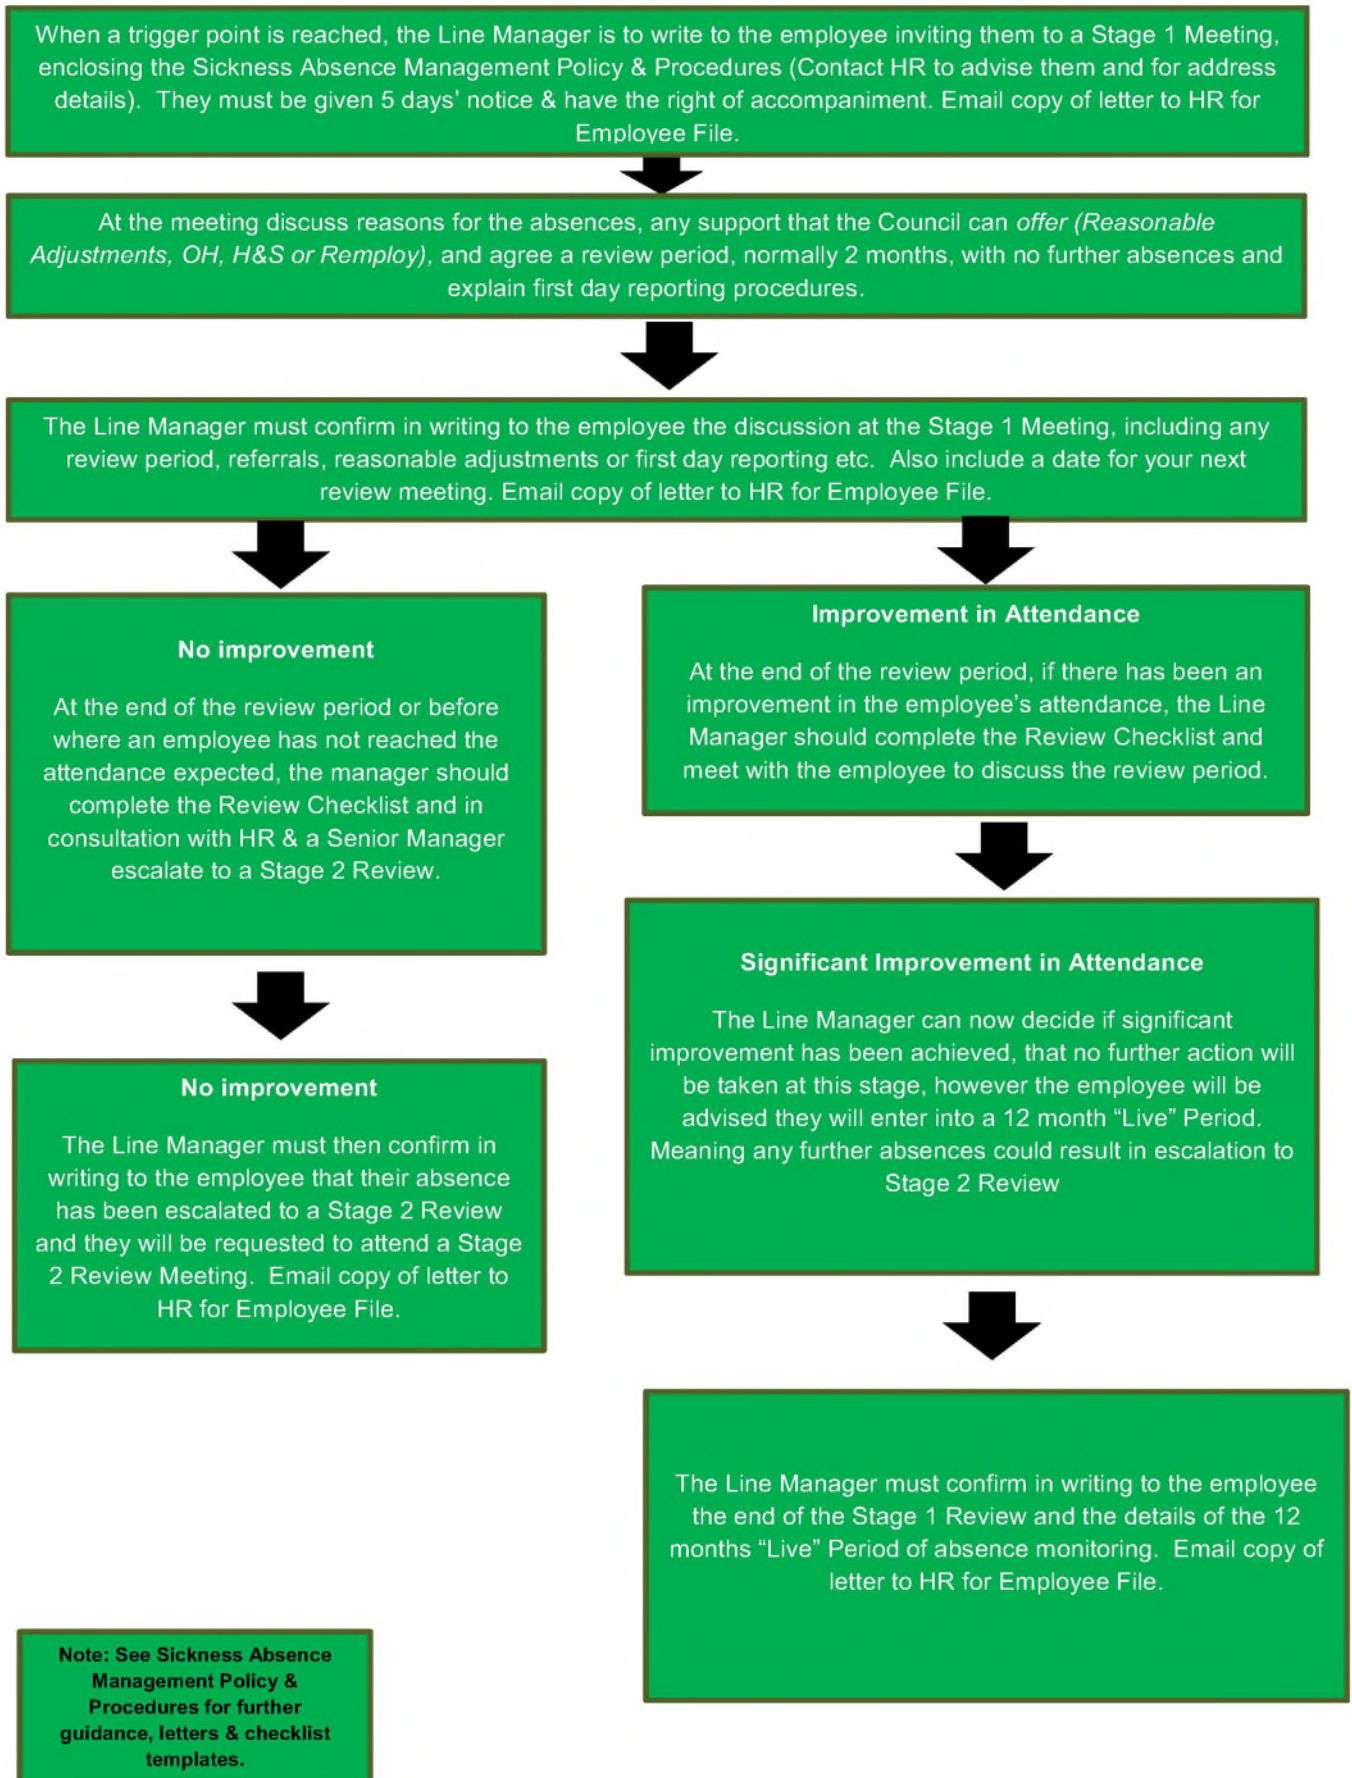 When a trigger point is reached, the Line Manager is to write to the employee inviting them to a Stage 1 Meeting,
enclosing the Sickness Absence Management Policy & Procedures (Contact HR to advise them and for address
details).  They must be given 5 days' notice & have the right of accompaniment. Email copy of letter to HR for
Employee File.
At the meeting discuss reasons for the absences, any support that the Council can offer (Reasonable
Adjustments, OH, H&S or Remploy), and agree a review period, normally 2 months, with no further absences and
explain first day reporting procedures.
The Line Manager must confirm in writing to the employee the discussion at the Stage 1 Meeting, including any
review period, referrals, reasonable adjustments or first day reporting etc.  Also include a date for your next
review meeting. Email copy of letter to HR for Employee File.
No improvement
At the end of the review period or before
where an employee has not reached the
attendance expected, the manager should
complete the Review Checklist and in
consultation with HR & a Senior Manager
escalate to a Stage 2 Review.
No improvement
The Line Manager must then confirm in
writing to the employee that their absence
has been escalated to a Stage 2 Review
and they will be requested to attend a Stage
2 Review Meeting.  Email copy of letter to
HR for Employee File.
Improvement in Attendance
At the end of the review period, if there has been an
improvement in the employee's attendance, the Line
Manager should complete the Review Checklist and
meet with the employee to discuss the review period.
Significant Improvement in Attendance
The Line Manager can now decide if significant
improvement has been achieved, that no further action will
be taken at this stage, however the employee will be
advised they will enter into a 12 month “Live” Period.
Meaning any further absences could result in escalation to
Stage 2 Review
The Line Manager must confirm in writing to the employee
the end of the Stage 1 Review and the details of the 12
months “Live” Period of absence monitoring.  Email copy of
letter to HR for Employee File.
Note: See Sickness Absence
Management Policy &
Procedures for further
guidance, letters & checklist
templates.